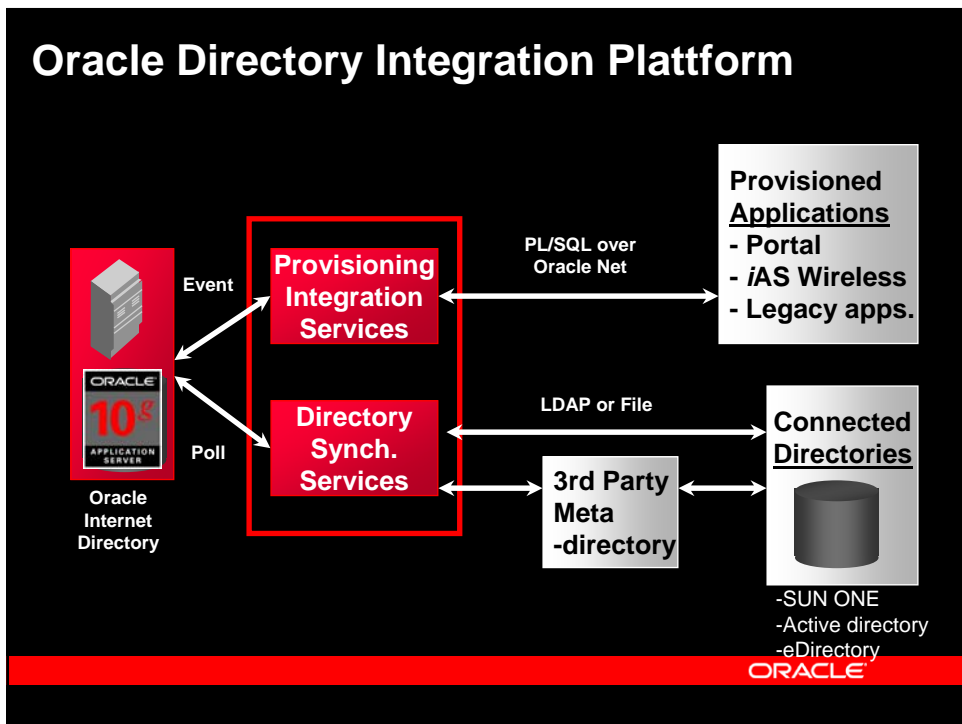 Oracle Directory Integration Plattform
Provisioned
Applications
- Portal
- iAS Wireless
- Legacy apps.
PL/SQL over
Oracle Net
Event
Provisioning
Integration
Services
ORACLE
10g
APPLICATION
SERVER
Poll
Oracle
Internet
Directory
Directory
Synch.
Services
LDAP or File
3rd Party
Meta
-directory
Connected
Directories
-SUN ONE
-Active directory
-eDirectory
ORACLE